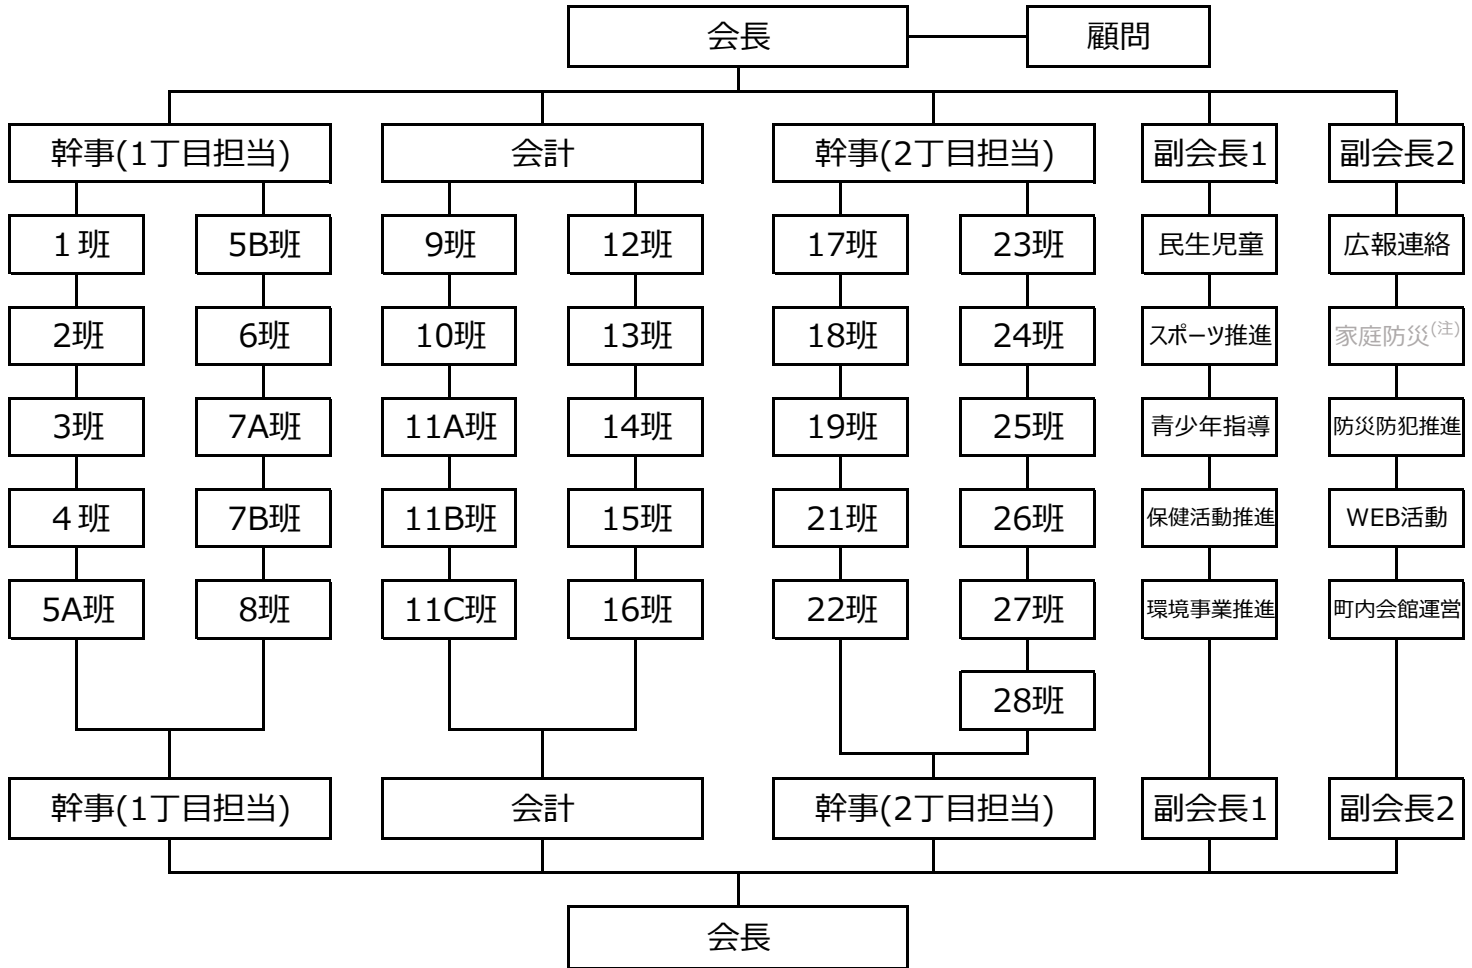 会長
顧問
幹事(1丁目担当)
会計
幹事(2丁目担当)
副会長1
副会長2
１班
5B班
9班
12班
17班
23班
民生児童
広報連絡
2班
6班
10班
13班
18班
24班
スポーツ推進
家庭防災(注)
3班
7A班
11A班
14班
19班
25班
青少年指導
防災防犯推進
４班
7B班
11B班
15班
21班
26班
保健活動推進
WEB活動
5A班
8班
11C班
16班
22班
27班
環境事業推進
町内会館運営
28班
幹事(1丁目担当)
会計
幹事(2丁目担当)
副会長1
副会長2
会長